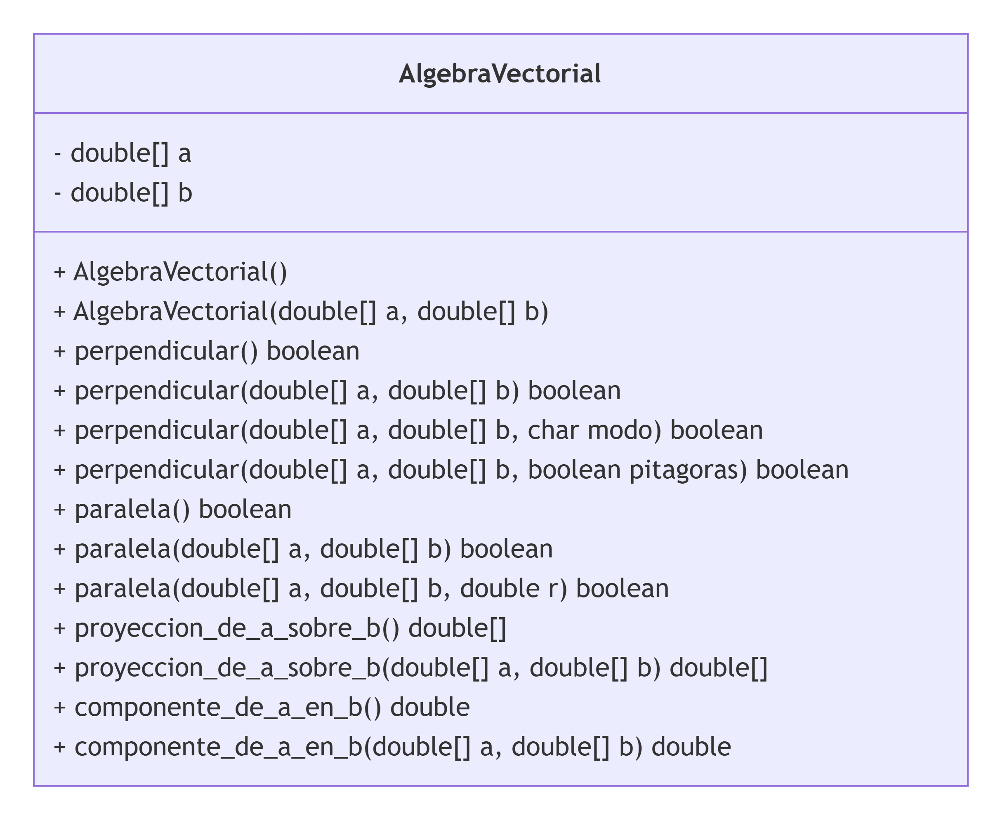 AlgebraVectorial
- double[] a
- double[] b
+ AlgebraVectorial()
+ AlgebraVectorial(double[] a, double[] b)
+ perpendicular() boolean
+ perpendicular(double[] a, double[] b) boolean
+ perpendicular(double[] a, double[] b, char modo) boolean
+ perpendicular(double[] a, double[] b, boolean pitagoras) boolean
+ paralela() boolean
+ paralela(double[] a, double[] b) boolean
+ paralela(double[] a, double[] b, double r) boolean
+ proyeccion_de_a_sobre_b() double[]
+ proyeccion_de_a_sobre_b(double[] a, double[] b) double[]
+ componente_de_a_en_b() double
+ componente_de_a_en_b(double[] a, double[] b) double